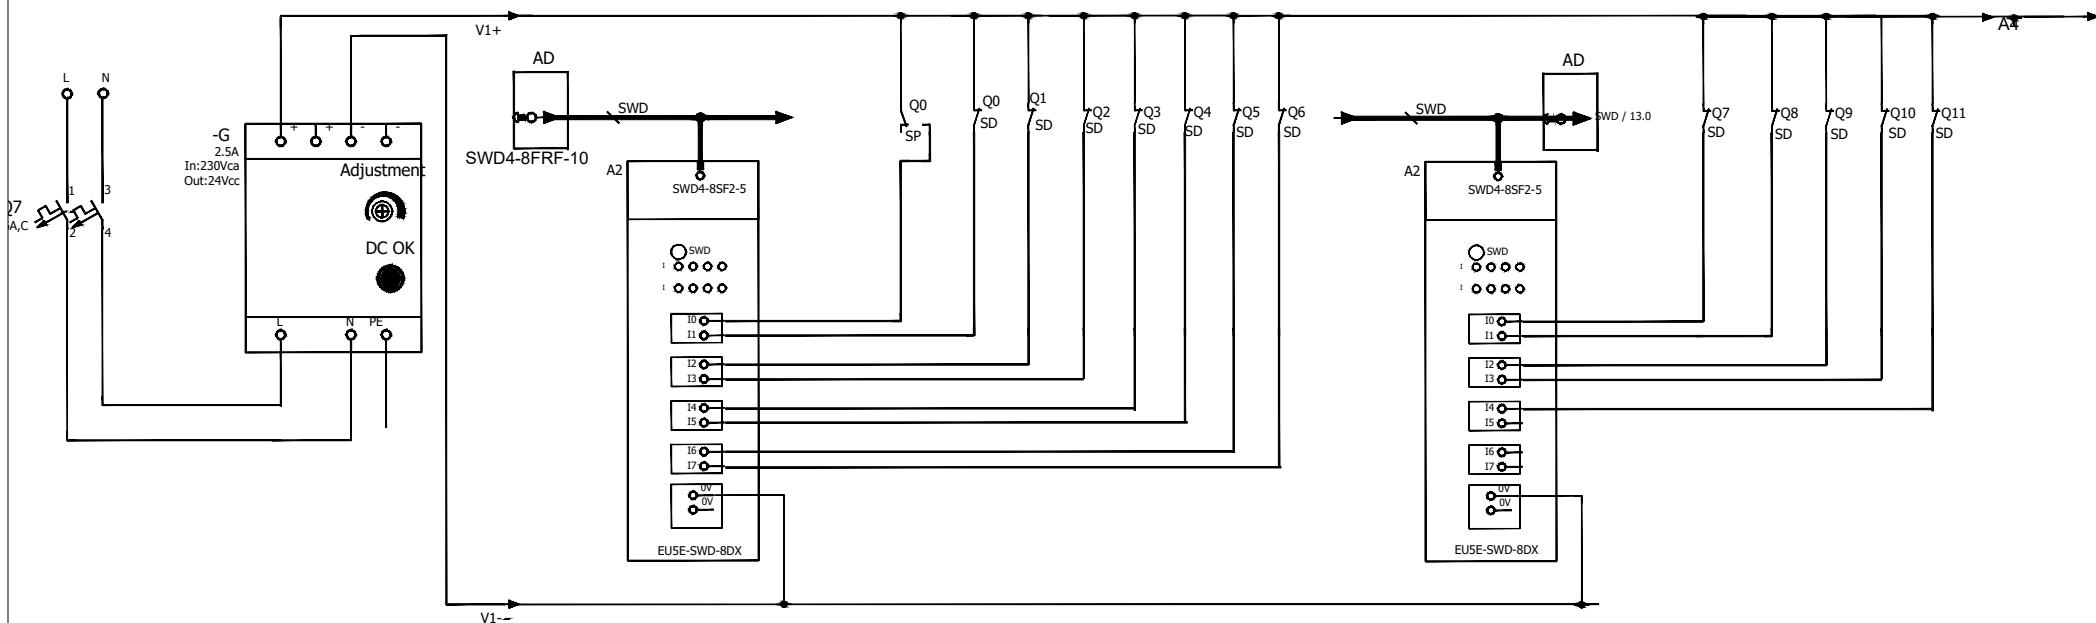 V1+
A4
L
N
AD
SWD
SWD4-8FRF-10
-G
2.5A
In:230Vca
Out:24Vcc
+
+
-
-
Adjustment
DC OK
L
N
PE
1
3
2
4
Q7
A,C
A2
SWD4-8SF2-5
SWD
I
I
I0
I1
I2
I3
I4
I5
I6
I7
0V
0V
EU5E-SWD-8DX
Q0
SP
Q0
SD
Q1
SD
Q2
SD
Q3
SD
Q4
SD
Q5
SD
Q6
SD
AD
SWD
SWD / 13.0
A2
SWD4-8SF2-5
SWD
I
I
I0
I1
I2
I3
I4
I5
I6
I7
0V
0V
EU5E-SWD-8DX
Q7
SD
Q8
SD
Q9
SD
Q10
SD
Q11
SD
V1-